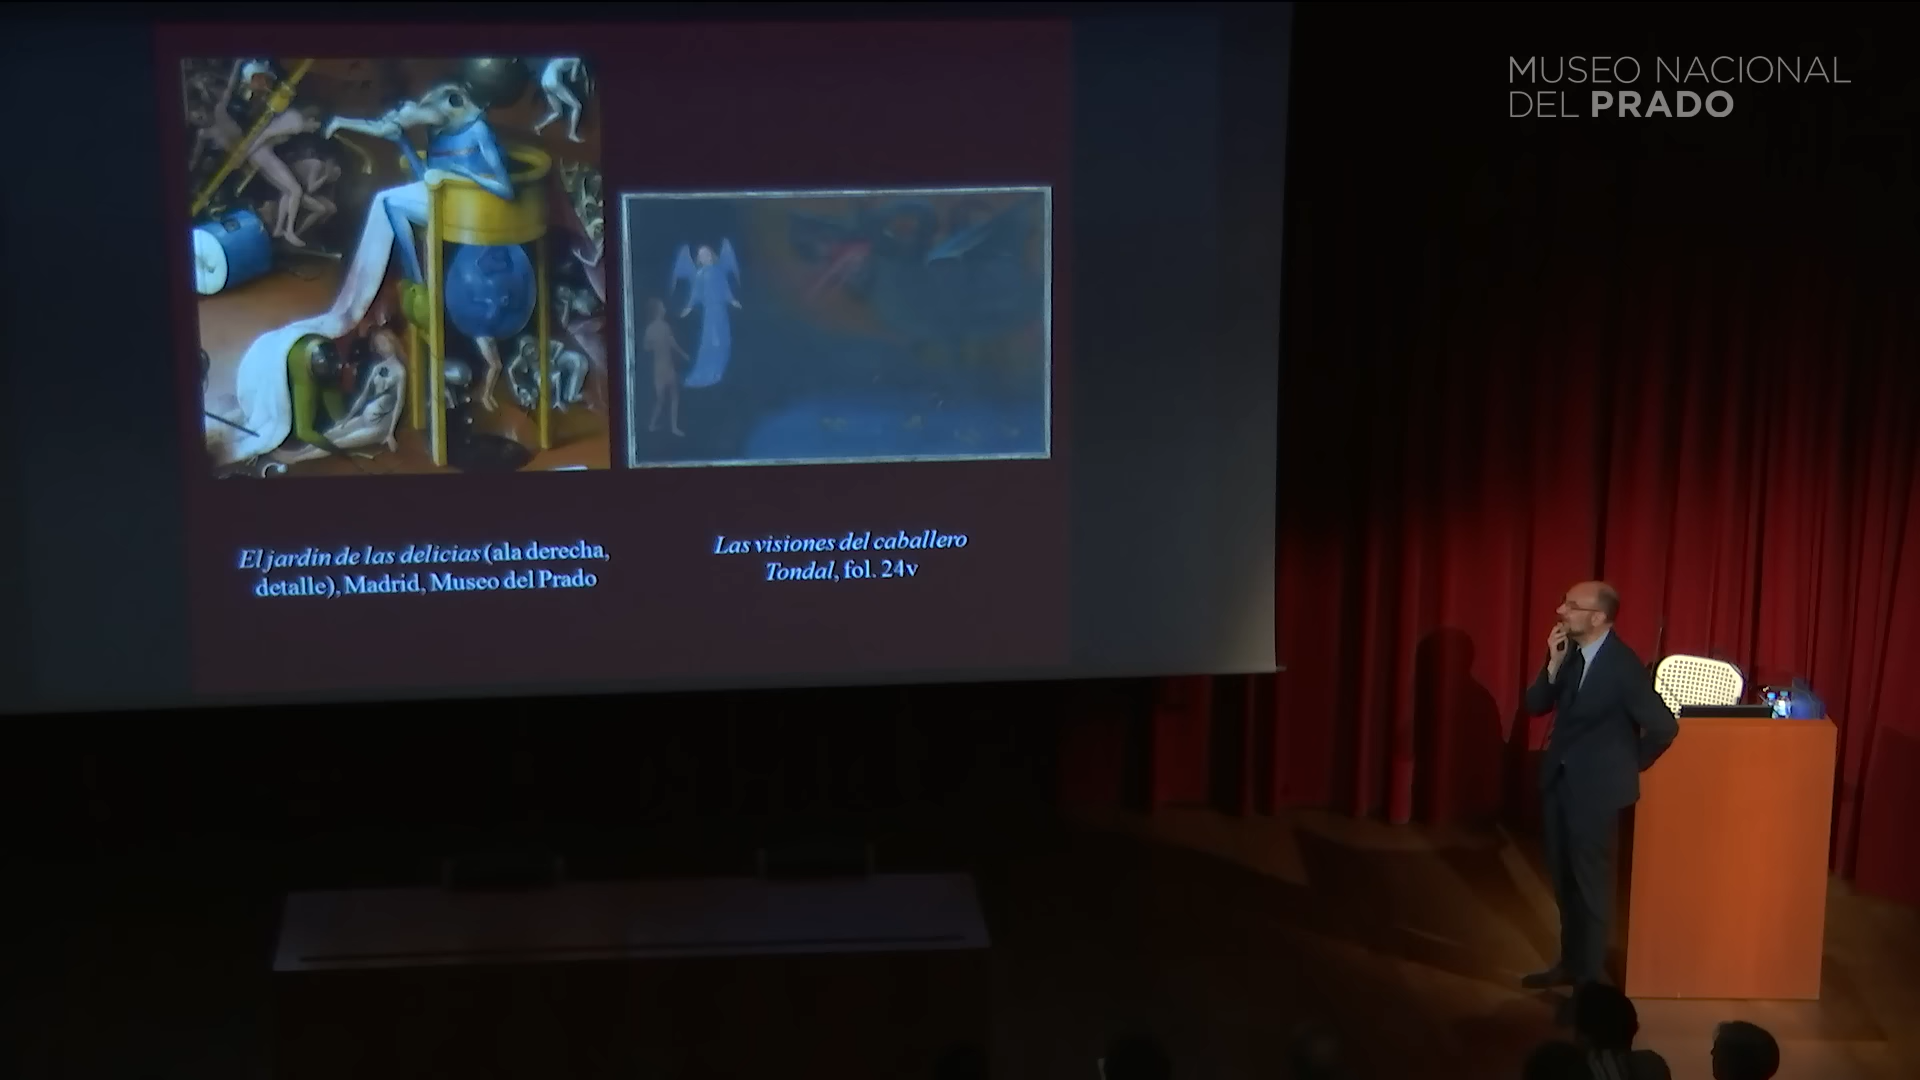 MUSEO NACIONAL
DEL PRADO
El jardín de las delicias (ala derecha,
detalle), Madrid, Museo del Prado
Las visiones del caballero
Tondal, fol. 24v